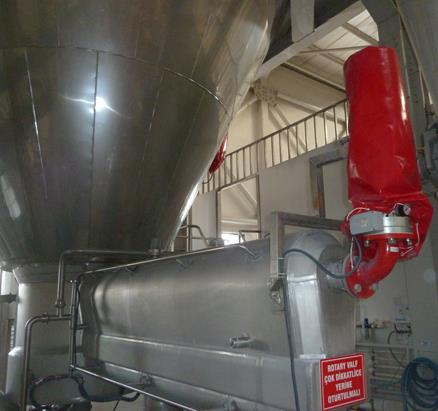 ROTARY VALF
ÇOK DİKKATLİCE
YERİNE
OTURTULMALI